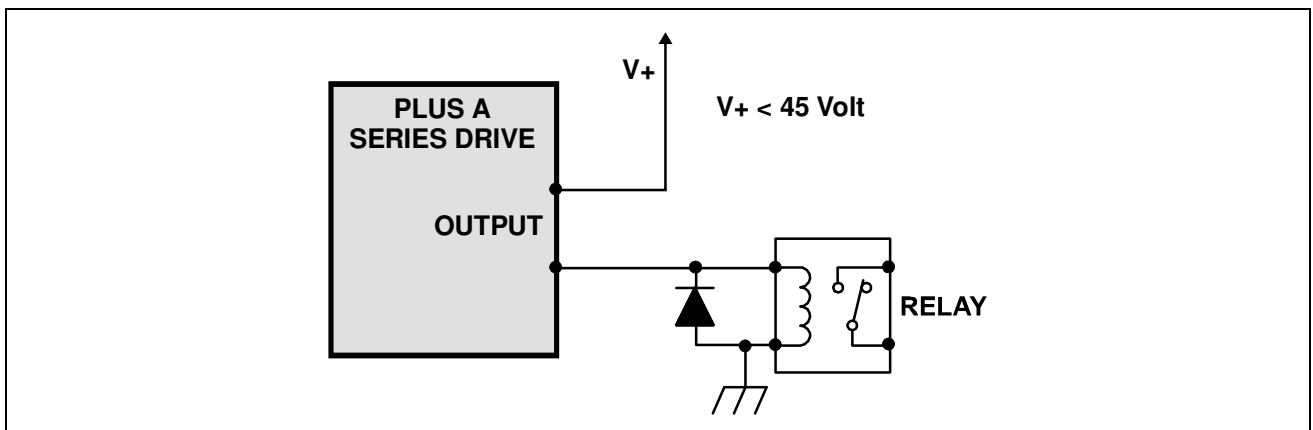 V+
V+ < 45 Volt
PLUS A
SERIES DRIVE
OUTPUT
RELAY